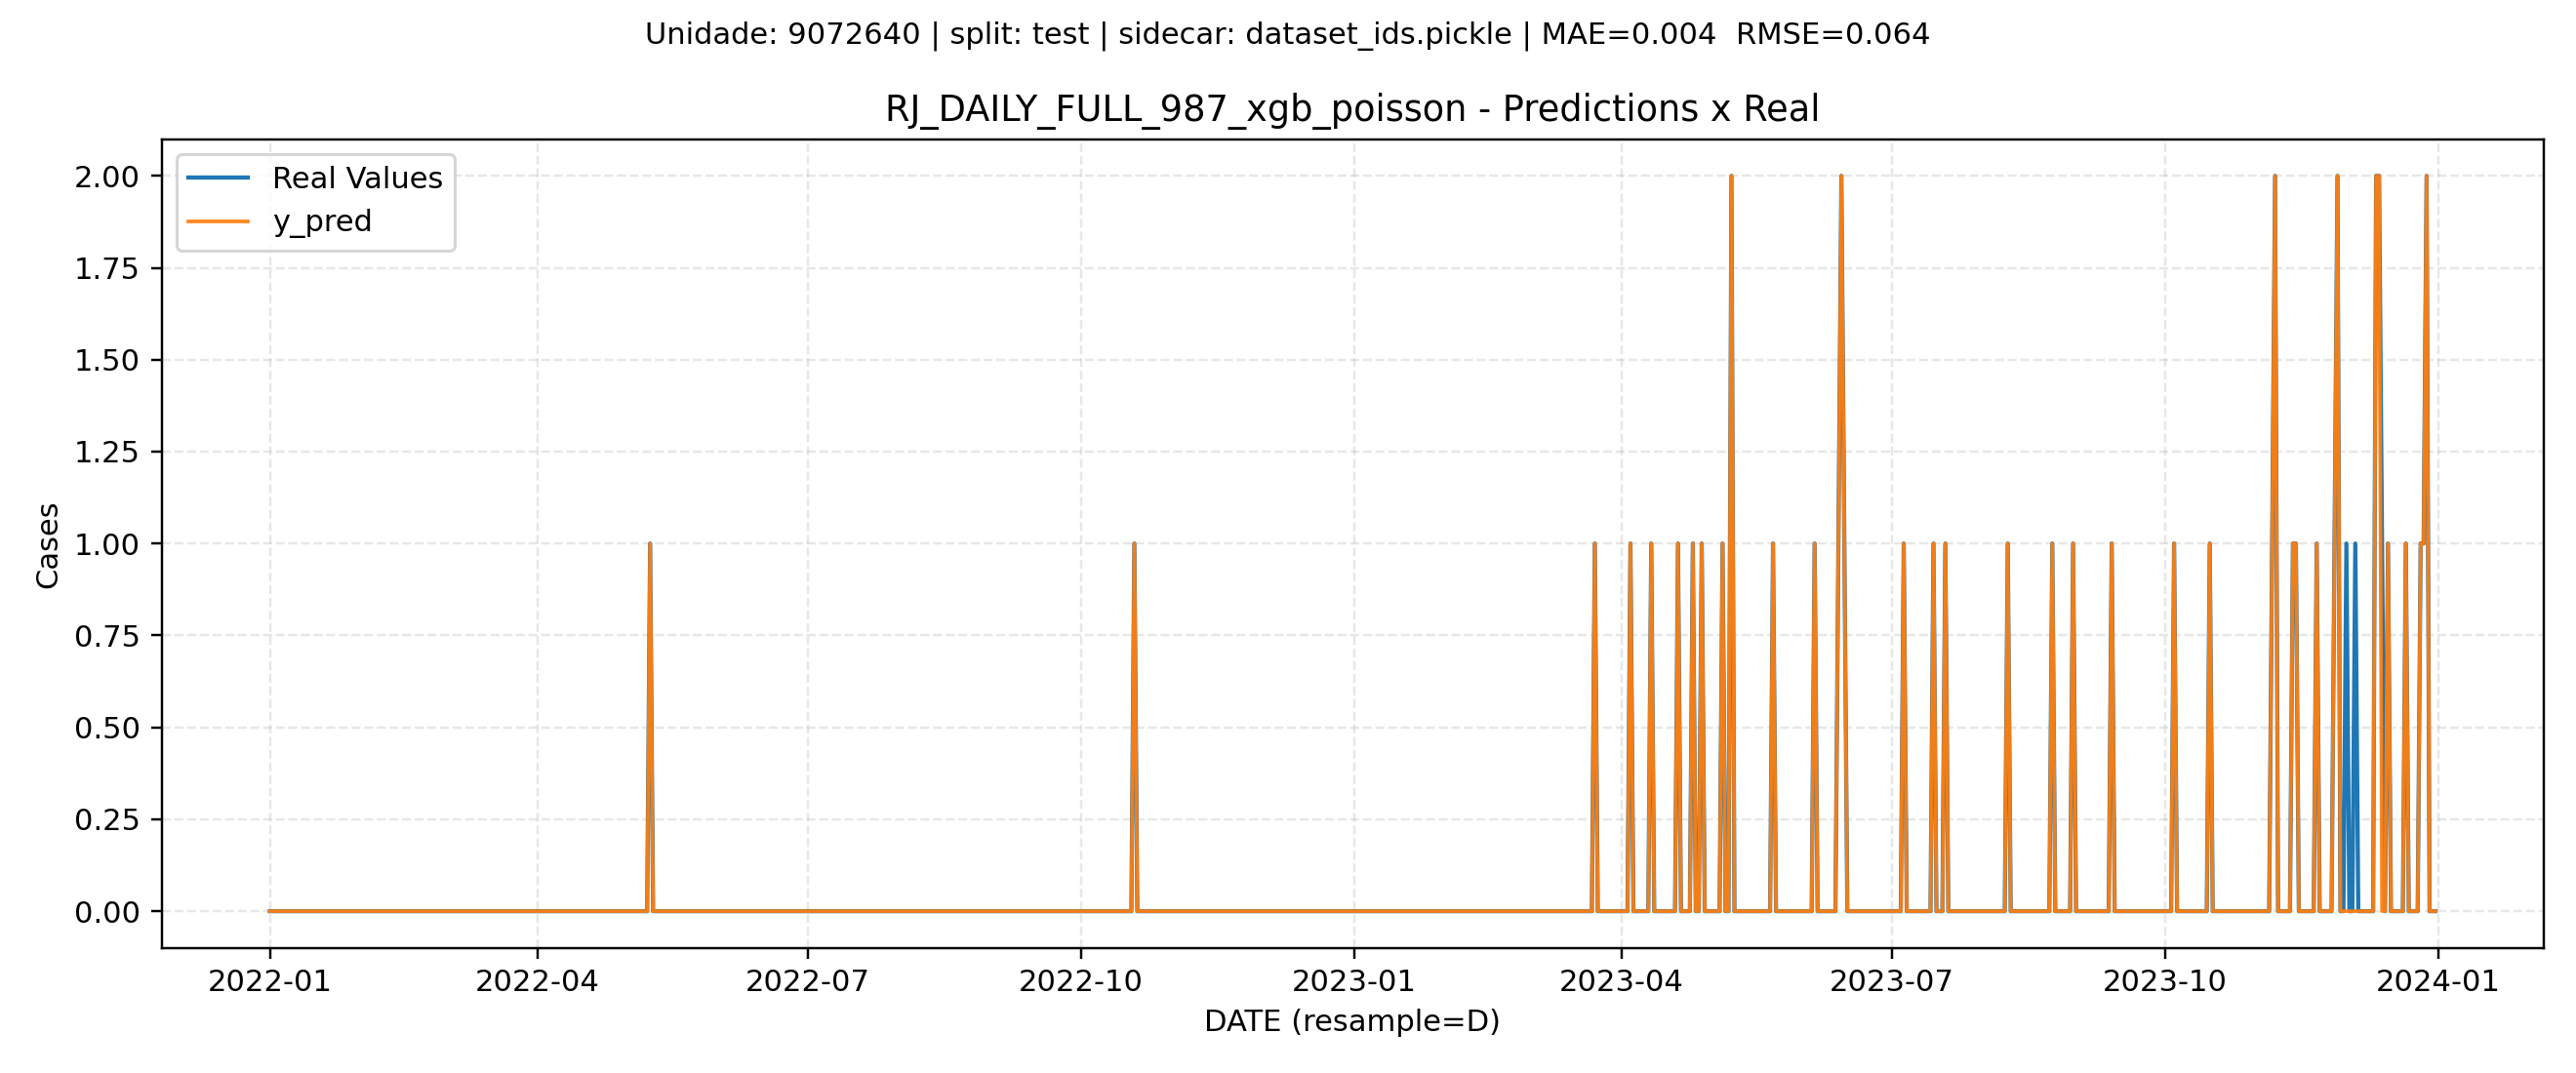 Unidade: 9072640 | split: test | sidecar: dataset_ids.pickle | MAE=0.004  RMSE=0.064
RJ_DAILY_FULL_987_xgb_poisson - Predictions x Real
Real Values
y_pred
2.00
1.75
1.50
1.25
1.00
0.75
0.50
0.25
0.00
Cases
2022-01 2022-04 2022-07 2022-10 2023-01 2023-04 2023-07 2023-10 2024-01
DATE (resample=D)